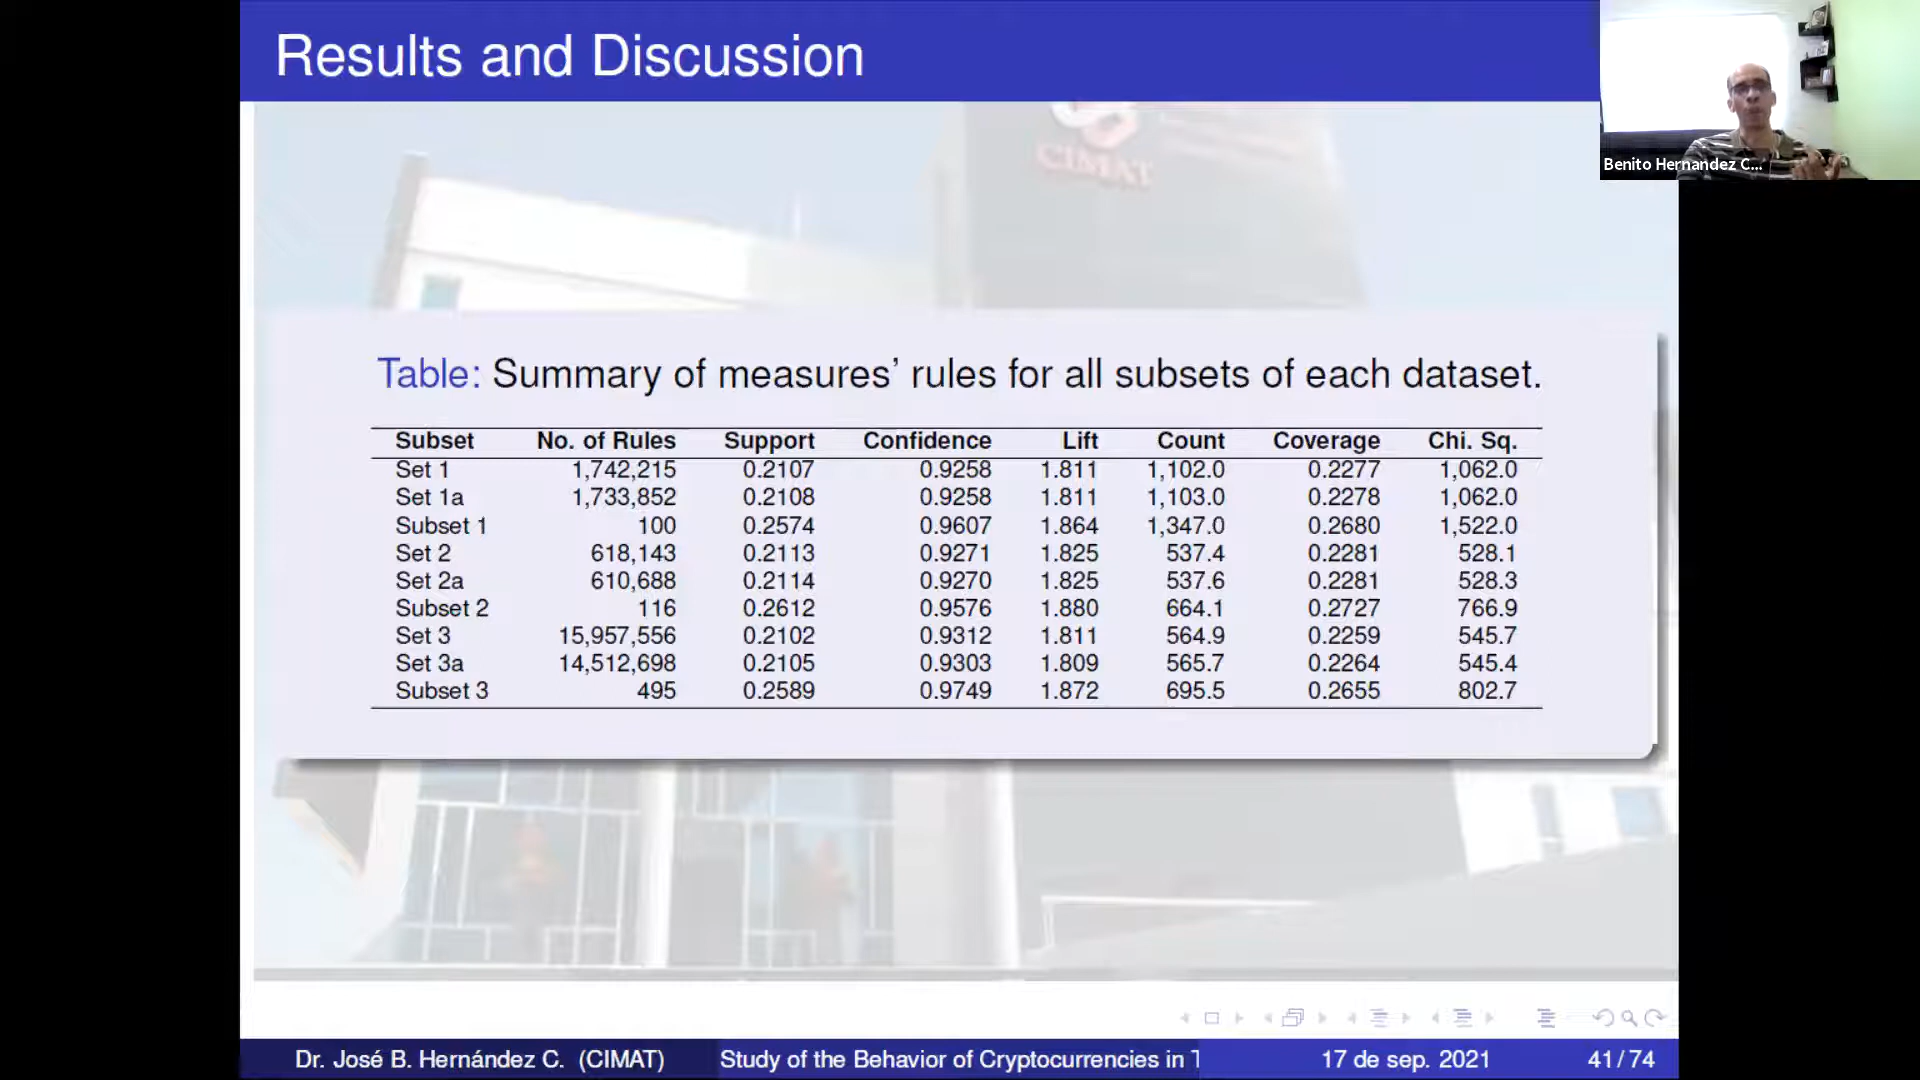 Results and Discussion
CIMAT
Benito Hernandez C...
Table: Summary of measures' rules for all subsets of each dataset.
Subset No. of Rules Support Confidence Lift Count Coverage Chi. Sq.
Set 1 1,742,215 0.2107 0.9258 1.811 1,102.0 0.2277 1,062.0
Set 1a 1,733,852 0.2108 0.9258 1.811 1,103.0 0.2278 1,062.0
Subset 1 100 0.2574 0.9607 1.864 1,347.0 0.2680 1,522.0
Set 2 618,143 0.2113 0.9271 1.825 537.4 0.2281 528.1
Set 2a 610,688 0.2114 0.9270 1.825 537.6 0.2281 528.3
Subset 2 116 0.2612 0.9576 1.880 664.1 0.2727 766.9
Set 3 15,957,556 0.2102 0.9312 1.811 564.9 0.2259 545.7
Set 3a 14,512,698 0.2105 0.9303 1.809 565.7 0.2264 545.4
Subset 3 495 0.2589 0.9749 1.872 695.5 0.2655 802.7
Dr. José B. Hernández C. (CIMAT) Study of the Behavior of Cryptocurrencies in T 17 de sep. 2021 41/74